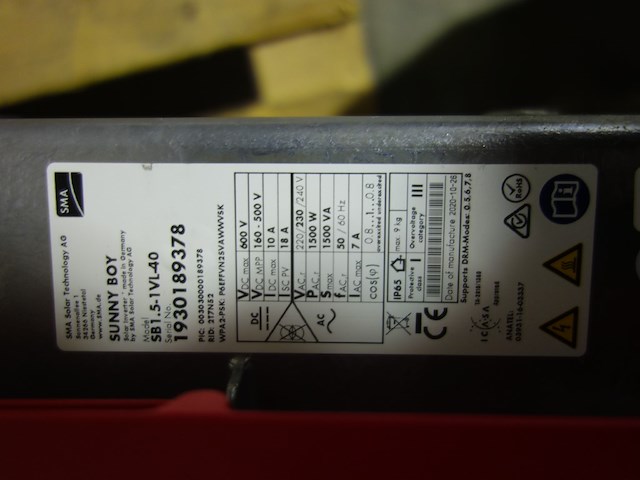 SMA
SMA Solar Technology AG
Sonnenallee 1
34266 Niestetal
Germany
www.SMA.de
SUNNY BOY
Solar Inverter made in Germany
by SMA Solar Technology AG
Model
SB1.5-1VL-40
Serial No.
1930189378
PIC: 003040000189378
RID: 2T7N52
DC
V DC max 600 V
V DC MPP 160 - 500 V
I DC max 10 A
I SC PV 18 A
AC
V AC, r 220/230/240 V
P AC, r 1500 W
S max 1500 VA
f AC, r 50 / 60 Hz
I AC max 7 A
cos(φ) 0.8...1...0.8
IP65 max. 9 kg
Protective class I Overvoltage category III
Date of manufacture 2020-10-26
Supports DRM-Modes: 0,5,6,7,8
CE
ICASA
ANATEL:
RoHS